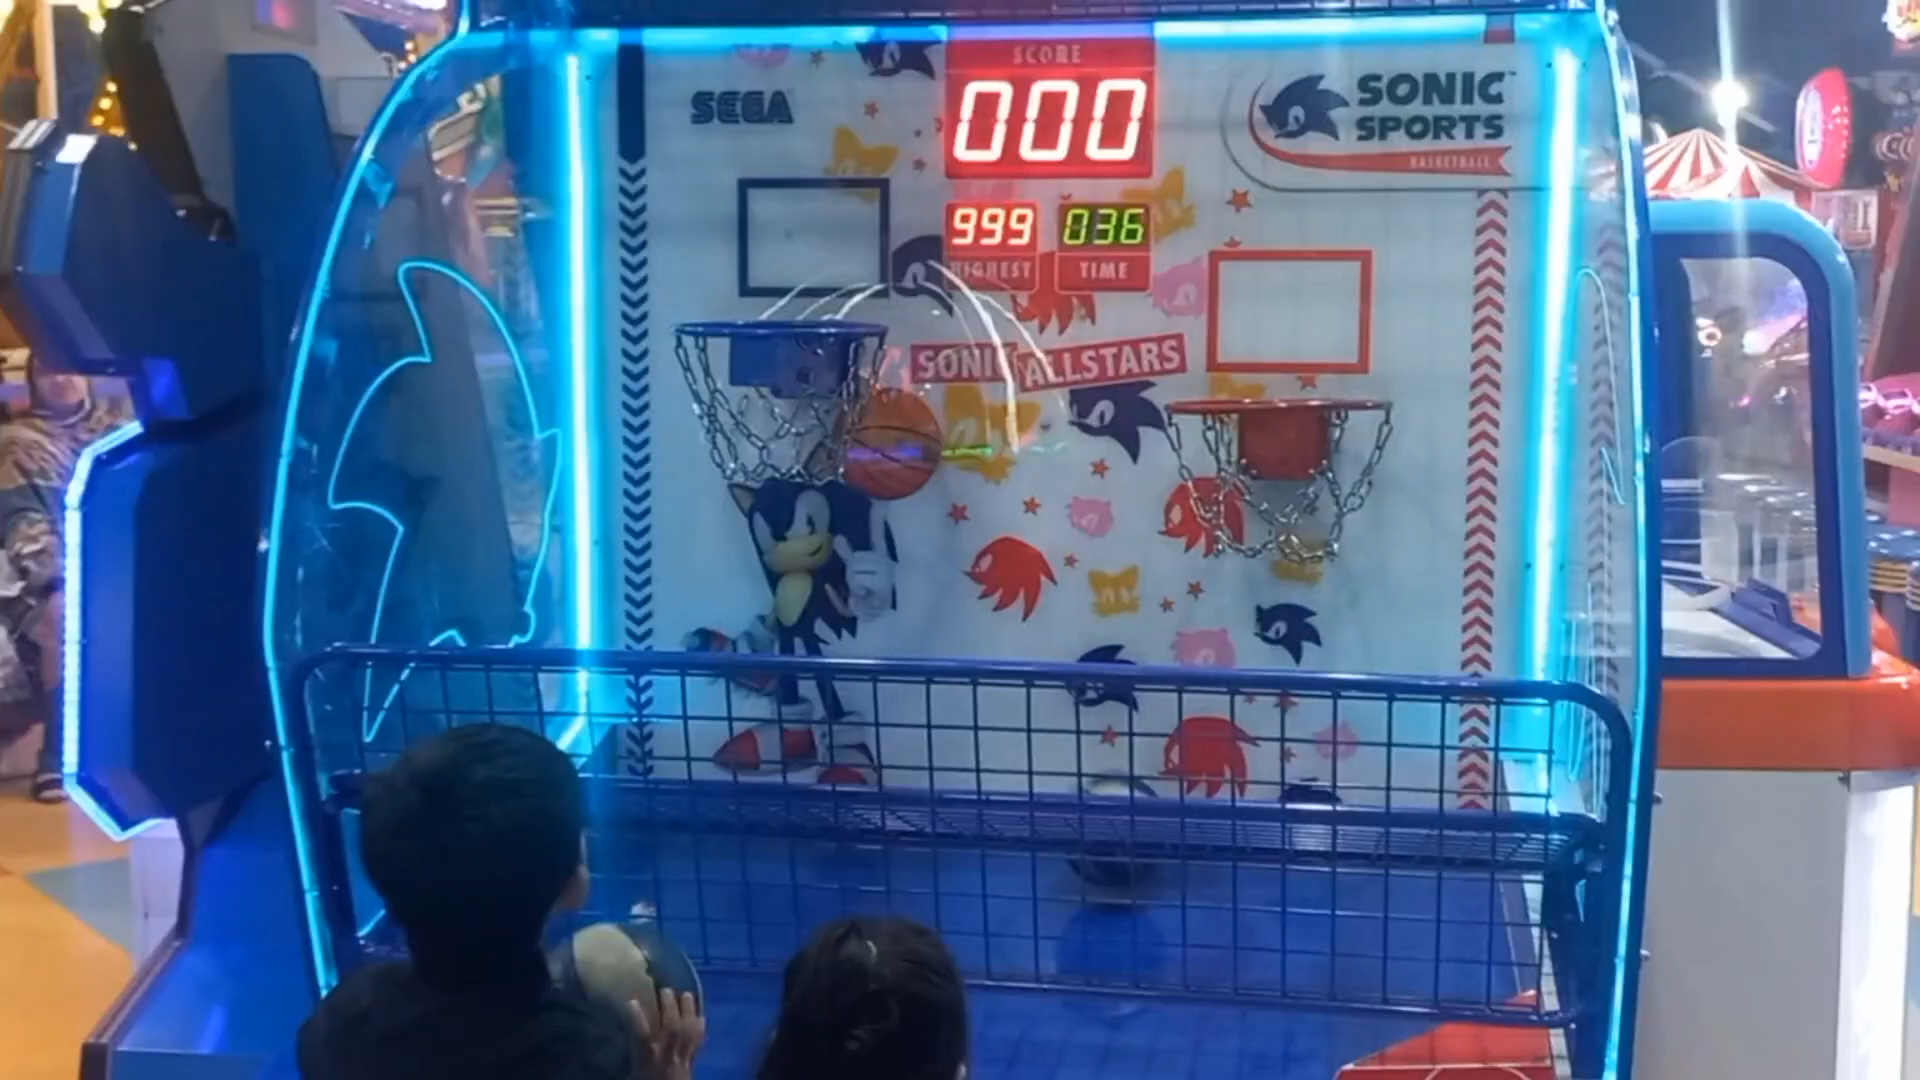 SCORE
000
SEGA
SONIC
SPORTS
BASKETBALL
999
036
HIGHEST
TIME
SONIC ALLSTARS